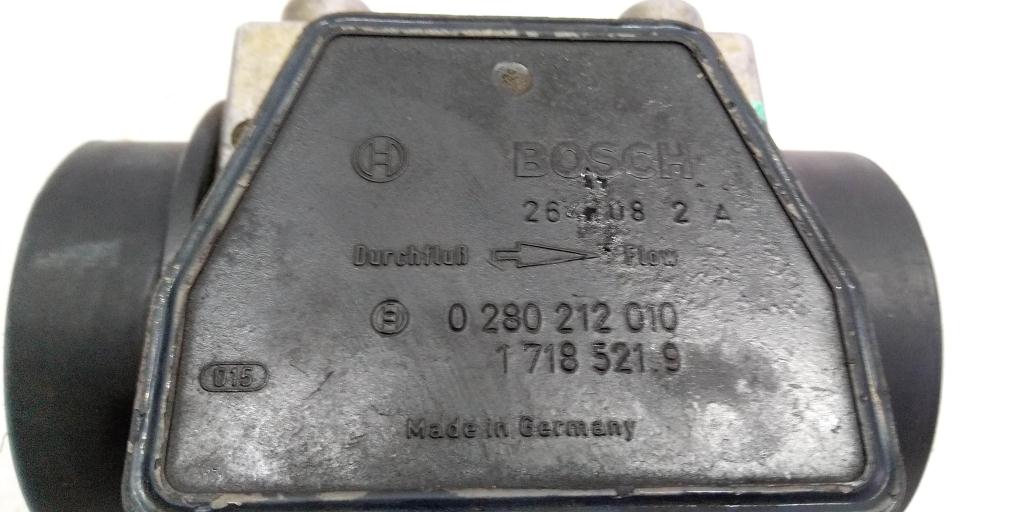 BOSCH
2 A
Durchfluß Flow
0 280 212 010
1 718 521.9
015
Made in Germany